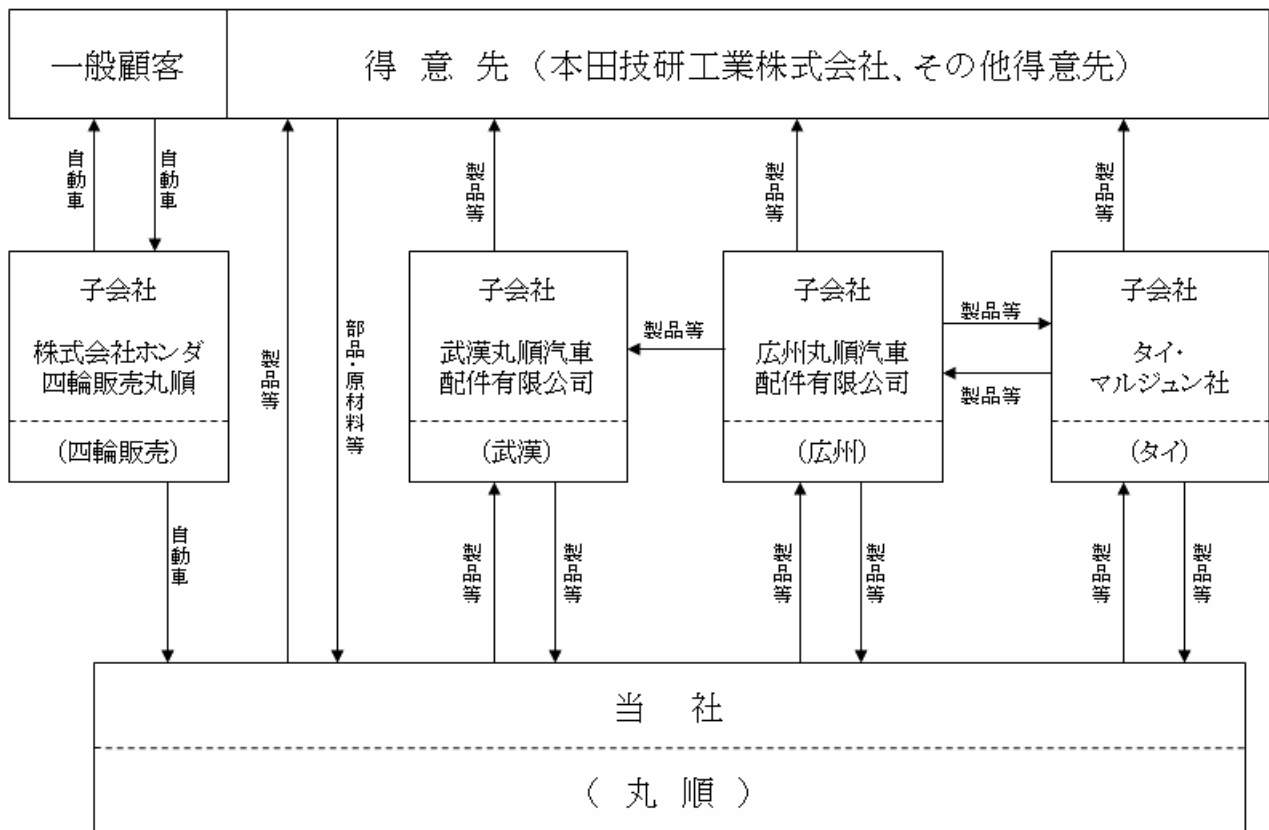 一般顧客
得意先(本田技研工業株式会社、その他得意先)
自動車
自動車
製品等
部品・原材料等
製品等
製品等
製品等
子会社
株式会社ホンダ
四輪販売丸順
(四輪販売)
子会社
武漢丸順汽車
配件有限公司
(武漢)
製品等
子会社
広州丸順汽車
配件有限公司
(広州)
製品等
製品等
子会社
タイ・
マルジュン社
(タイ)
自動車
製品等
製品等
製品等
製品等
製品等
製品等
当社
(丸順)